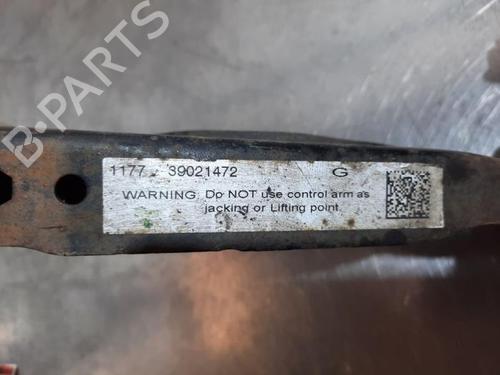 1177 39021472 G
WARNING. Do NOT use control arm as
jacking or Lifting point.
B-PARTS